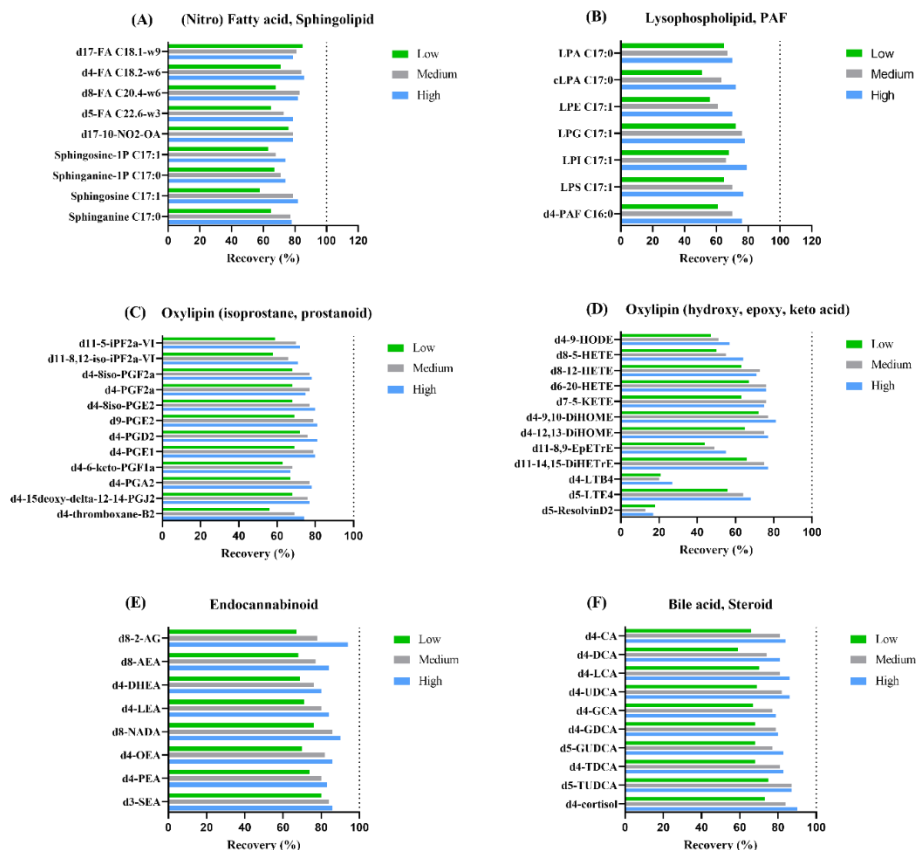 (A) (Nitro) Fatty acid, Sphingolipid
d17-FA C18.1-w9
d4-FA C18.2-w6
d8-FA C20.4-w6
d5-FA C22.6-w3
d17-10-NO2-OA
Sphingosine-1P C17:1
Sphinganine-1P C17:0
Sphingosine C17:1
Sphinganine C17:0
0 20 40 60 80 100 120
Recovery (%)
Low
Medium
High
(B) Lysophospholipid, PAF
LPA C17:0
cLPA C17:0
LPE C17:1
LPG C17:1
LPI C17:1
LPS C17:1
d4-PAF C16:0
0 20 40 60 80 100 120
Recovery (%)
Low
Medium
High
(C) Oxylipin (isoprostane, prostanoid)
d11-5-iPF2a-VI
d11-8,12-iso-iPF2a-VI
d4-8iso-PGF2a
d4-PGF2a
d4-8iso-PGE2
d9-PGE2
d4-PGD2
d4-PGE1
d4-6-keto-PGF1a
d4-PGA2
d4-15deoxy-delta-12-14-PGJ2
d4-thromboxane-B2
0 20 40 60 80 100
Recovery (%)
Low
Medium
High
(D) Oxylipin (hydroxy, epoxy, keto acid)
d4-9-HODE
d8-5-HETE
d8-12-HETE
d6-20-HETE
d7-5-KETE
d4-9,10-DiHOME
d4-12,13-DiHOME
d11-8,9-EpETrE
d11-14,15-DiHETrE
d4-LTB4
d5-LTE4
d5-ResolvinD2
0 20 40 60 80 100
Recovery (%)
Low
Medium
High
(E) Endocannabinoid
d8-2-AG
d8-AEA
d4-DHEA
d4-LEA
d8-NADA
d4-OEA
d4-PEA
d3-SEA
0 20 40 60 80 100
Recovery (%)
Low
Medium
High
(F) Bile acid, Steroid
d4-CA
d4-DCA
d4-LCA
d4-UDCA
d4-GCA
d4-GDCA
d5-GUDCA
d4-TDCA
d5-TUDCA
d4-cortisol
0 20 40 60 80 100
Recovery (%)
Low
Medium
High